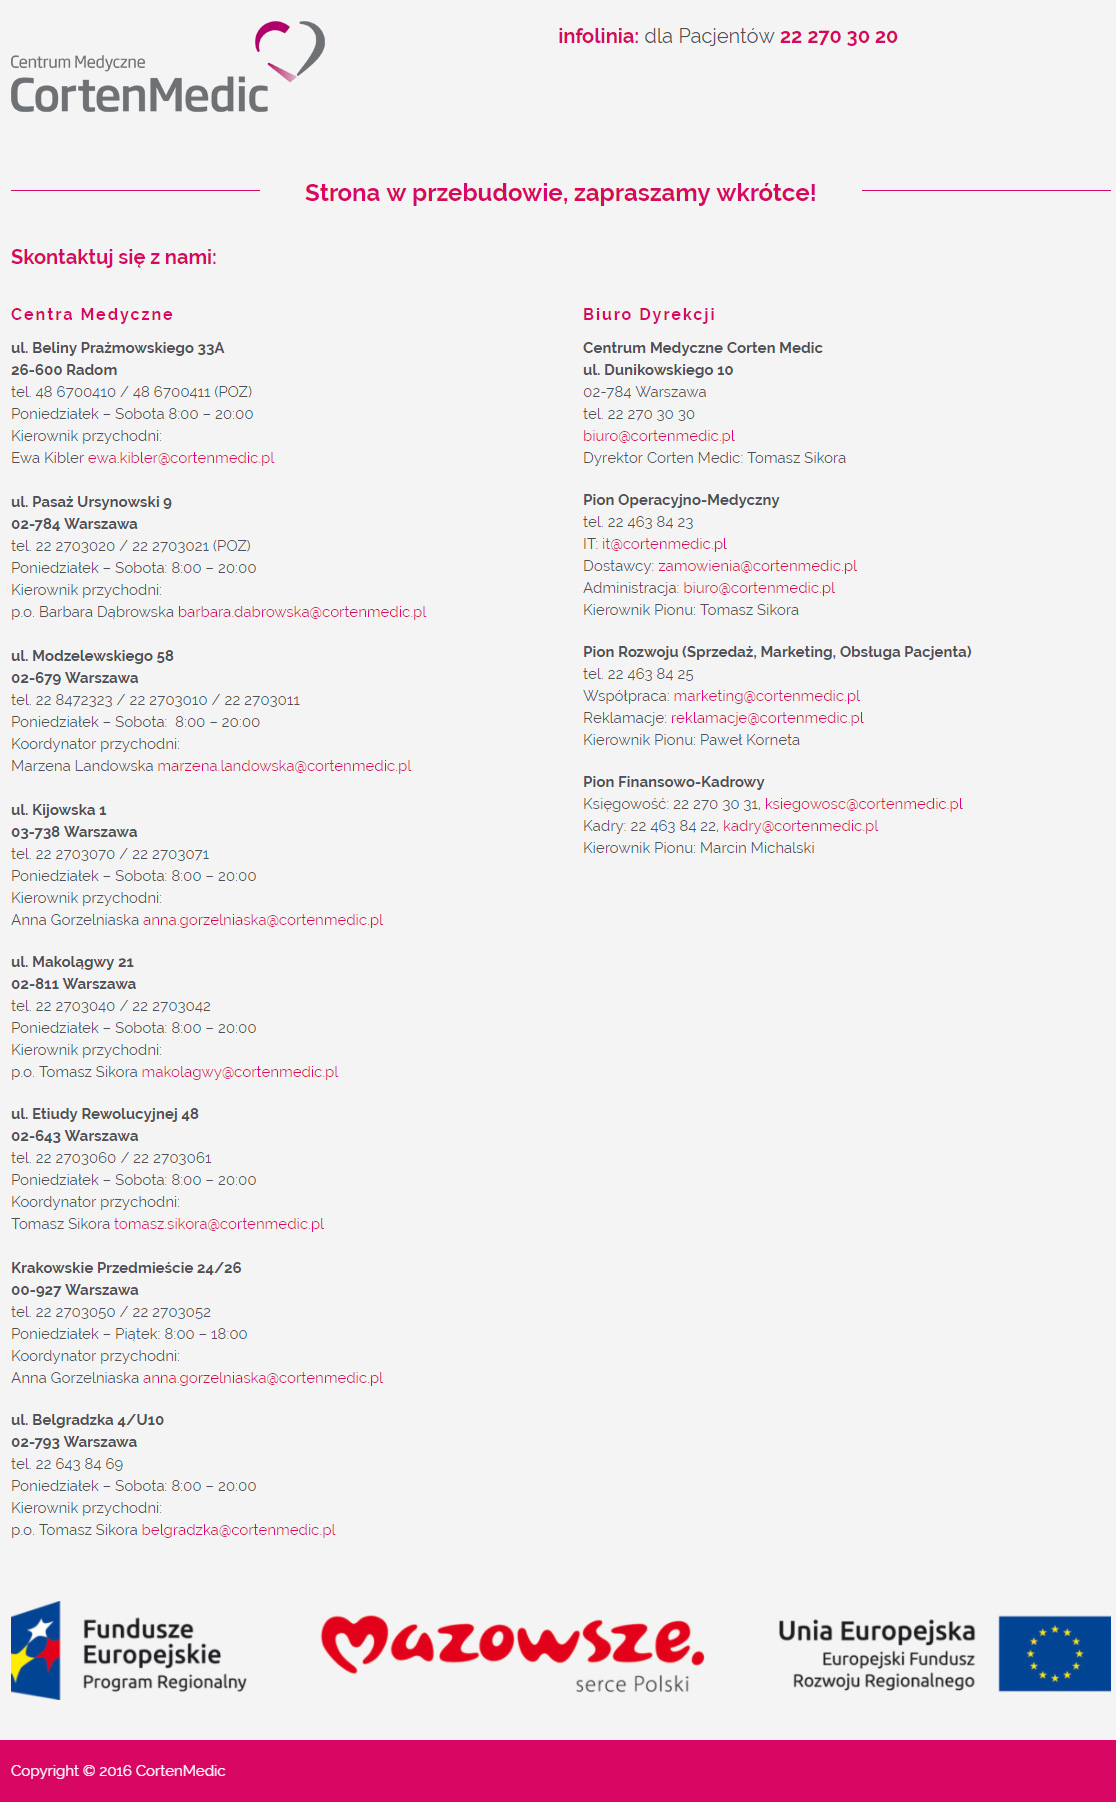 Centrum Medyczne
CortenMedic
infolinia: dla Pacjentów 22 270 30 20
Strona w przebudowie, zapraszamy wkrótce!
Skontaktuj się z nami:
Centra Medyczne
ul. Beliny Prażmowskiego 33A
26-600 Radom
tel. 48 6700410 / 48 6700411 (POZ)
Poniedziałek – Sobota 8:00 – 20:00
Kierownik przychodni:
Ewa Kibler ewa.kibler@cortenmedic.pl
ul. Pasaż Ursynowski 9
02-784 Warszawa
tel. 22 2703020 / 22 2703021 (POZ)
Poniedziałek – Sobota: 8:00 – 20:00
Kierownik przychodni:
p.o. Barbara Dąbrowska barbara.dabrowska@cortenmedic.pl
ul. Modzelewskiego 58
02-679 Warszawa
tel. 22 8472323 / 22 2703010 / 22 2703011
Poniedziałek – Sobota:  8:00 – 20:00
Koordynator przychodni:
Marzena Landowska marzena.landowska@cortenmedic.pl
ul. Kijowska 1
03-738 Warszawa
tel. 22 2703070 / 22 2703071
Poniedziałek – Sobota: 8:00 – 20:00
Kierownik przychodni:
Anna Gorzelniaska anna.gorzelniaska@cortenmedic.pl
ul. Makolągwy 21
02-811 Warszawa
tel. 22 2703040 / 22 2703042
Poniedziałek – Sobota: 8:00 – 20:00
Kierownik przychodni:
p.o. Tomasz Sikora makolagwy@cortenmedic.pl
ul. Etiudy Rewolucyjnej 48
02-643 Warszawa
tel. 22 2703060 / 22 2703061
Poniedziałek – Sobota: 8:00 – 20:00
Koordynator przychodni:
Tomasz Sikora tomasz.sikora@cortenmedic.pl
Krakowskie Przedmieście 24/26
00-927 Warszawa
tel. 22 2703050 / 22 2703052
Poniedziałek – Piątek: 8:00 – 18:00
Koordynator przychodni:
Anna Gorzelniaska anna.gorzelniaska@cortenmedic.pl
ul. Belgradzka 4/U10
02-793 Warszawa
tel. 22 643 84 69
Poniedziałek – Sobota: 8:00 – 20:00
Kierownik przychodni:
p.o. Tomasz Sikora belgradzka@cortenmedic.pl
Biuro Dyrekcji
Centrum Medyczne Corten Medic
ul. Dunikowskiego 10
02-784 Warszawa
tel. 22 270 30 30
biuro@cortenmedic.pl
Dyrektor Corten Medic: Tomasz Sikora
Pion Operacyjno-Medyczny
tel. 22 463 84 23
IT: it@cortenmedic.pl
Dostawcy: zamowienia@cortenmedic.pl
Administracja: biuro@cortenmedic.pl
Kierownik Pionu: Tomasz Sikora
Pion Rozwoju (Sprzedaż, Marketing, Obsługa Pacjenta)
tel. 22 463 84 25
Współpraca: marketing@cortenmedic.pl
Reklamacje: reklamacje@cortenmedic.pl
Kierownik Pionu: Paweł Korneta
Pion Finansowo-Kadrowy
Księgowość: 22 270 30 31, ksiegowosc@cortenmedic.pl
Kadry: 22 463 84 22, kadry@cortenmedic.pl
Kierownik Pionu: Marcin Michalski
Fundusze
Europejskie
Program Regionalny
Mazowsze.
serce Polski
Unia Europejska
Europejski Fundusz
Rozwoju Regionalnego
Copyright © 2016 CortenMedic